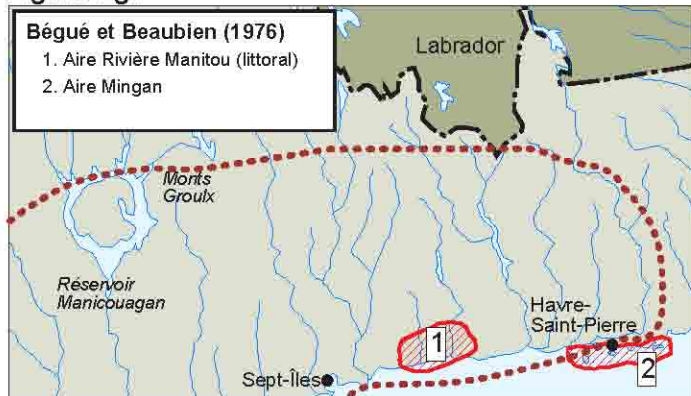 Bégué et Beaubien (1976)
1. Aire Rivière Manitou (littoral)
2. Aire Mingan
Labrador
Monts
Groulx
Réservoir
Manicouagan
Havre-
Saint-Pierre
1
2
Sept-Îles